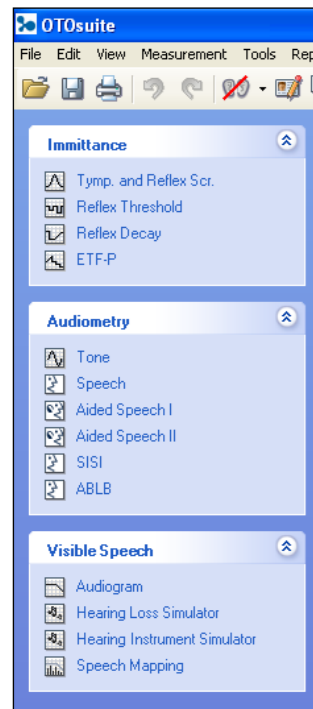 OTOsuite
File Edit View Measurement Tools Rep
Immittance
Tymp. and Reflex Scr.
Reflex Threshold
Reflex Decay
ETF-P
Audiometry
Tone
Speech
Aided Speech I
Aided Speech II
SISI
ABLB
Visible Speech
Audiogram
Hearing Loss Simulator
Hearing Instrument Simulator
Speech Mapping